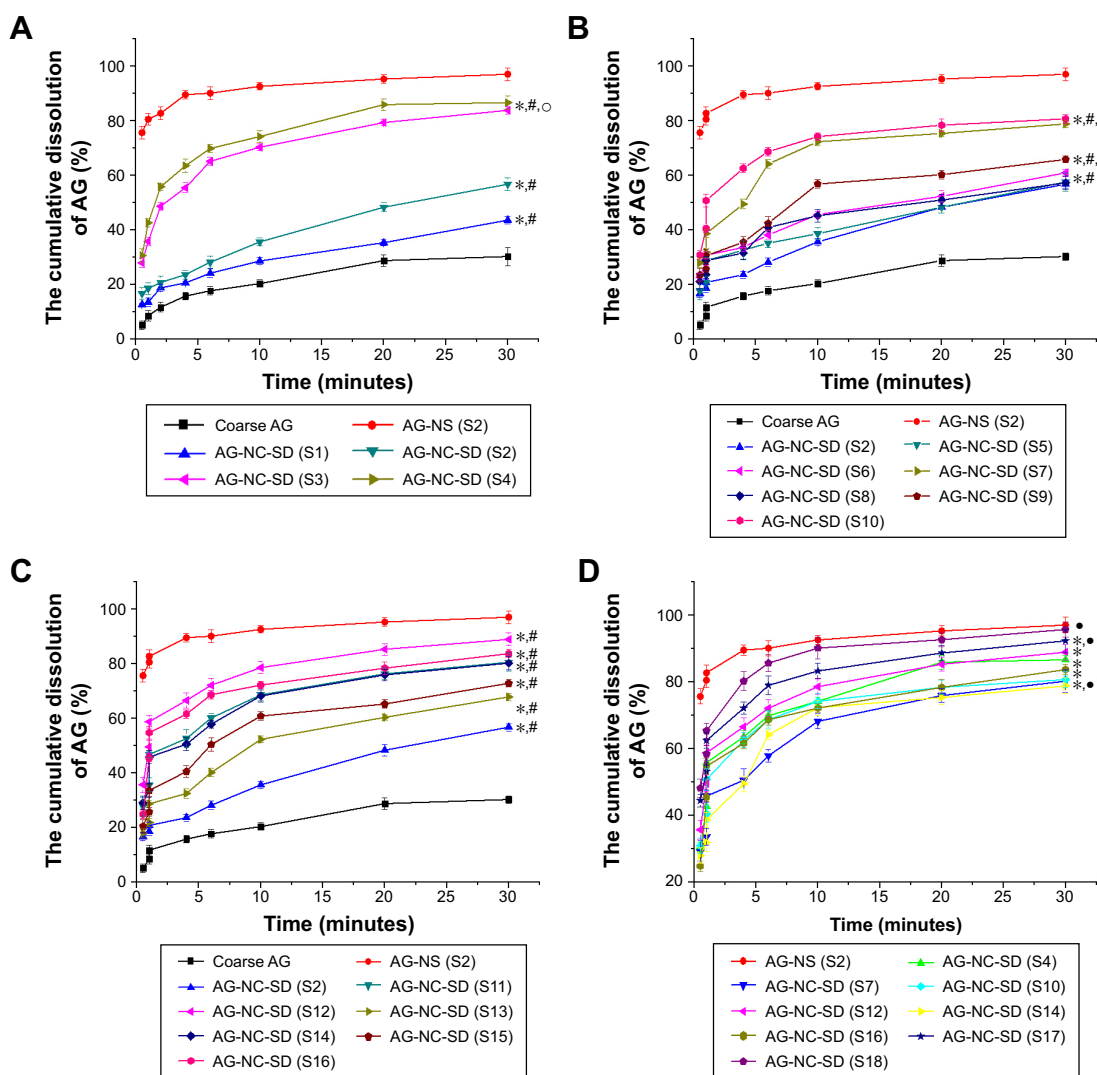 A
The cumulative dissolution
of AG (%)
100
80
60
40
20
0
*,#,○
*,#
*,#
0 5 10 15 20 25 30
Time (minutes)
Coarse AG AG-NS (S2)
AG-NC-SD (S1) AG-NC-SD (S2)
AG-NC-SD (S3) AG-NC-SD (S4)
B
The cumulative dissolution
of AG (%)
100
80
60
40
20
0
*,#,
*,#,
*,#
0 5 10 15 20 25 30
Time (minutes)
Coarse AG AG-NS (S2)
AG-NC-SD (S2) AG-NC-SD (S5)
AG-NC-SD (S6) AG-NC-SD (S7)
AG-NC-SD (S8) AG-NC-SD (S9)
AG-NC-SD (S10)
C
The cumulative dissolution
of AG (%)
100
80
60
40
20
0
*,#
*,#
*,#
*,#
*,#
*,#
0 5 10 15 20 25 30
Time (minutes)
Coarse AG AG-NS (S2)
AG-NC-SD (S2) AG-NC-SD (S11)
AG-NC-SD (S12) AG-NC-SD (S13)
AG-NC-SD (S14) AG-NC-SD (S15)
AG-NC-SD (S16)
D
The cumulative dissolution
of AG (%)
100
80
60
40
20
●
*,●
*
*
*,●
0 5 10 15 20 25 30
Time (minutes)
AG-NS (S2) AG-NC-SD (S4)
AG-NC-SD (S7) AG-NC-SD (S10)
AG-NC-SD (S12) AG-NC-SD (S14)
AG-NC-SD (S16) AG-NC-SD (S17)
AG-NC-SD (S18)